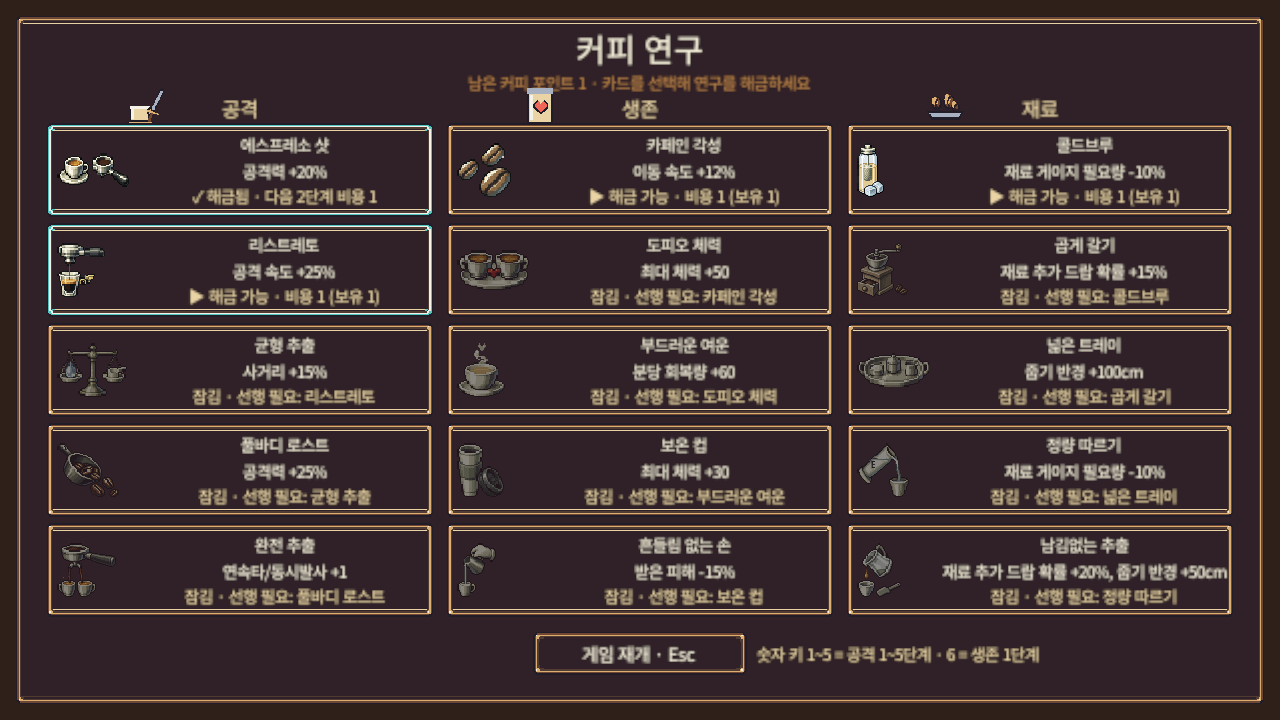 커피 연구
남은 커피 포인트 1 · 카드를 선택해 연구를 해금하세요
공격
생존
재료
에스프레소 샷
공격력 +20%
✓ 해금됨 · 다음 2단계 비용 1
카페인 각성
이동 속도 +12%
▶ 해금 가능 · 비용 1 (보유 1)
콜드브루
재료 게이지 필요량 -10%
▶ 해금 가능 · 비용 1 (보유 1)
리스트레토
공격 속도 +25%
▶ 해금 가능 · 비용 1 (보유 1)
도피오 체력
최대 체력 +50
잠김 · 선행 필요: 카페인 각성
곱게 갈기
재료 추가 드랍 확률 +15%
잠김 · 선행 필요: 콜드브루
균형 추출
사거리 +15%
잠김 · 선행 필요: 리스트레토
부드러운 여운
분당 회복량 +60
잠김 · 선행 필요: 도피오 체력
넓은 트레이
줍기 반경 +100cm
잠김 · 선행 필요: 곱게 갈기
풀바디 로스트
공격력 +25%
잠김 · 선행 필요: 균형 추출
보온 컵
최대 체력 +30
잠김 · 선행 필요: 부드러운 여운
정량 따르기
재료 게이지 필요량 -10%
잠김 · 선행 필요: 넓은 트레이
완전 추출
연속타/동시발사 +1
잠김 · 선행 필요: 풀바디 로스트
흔들림 없는 손
받은 피해 -15%
잠김 · 선행 필요: 보온 컵
남김없는 추출
재료 추가 드랍 확률 +20%, 줍기 반경 +50cm
잠김 · 선행 필요: 정량 따르기
게임 재개 · Esc
숫자 키 1~5 = 공격 1~5단계 · 6 = 생존 1단계